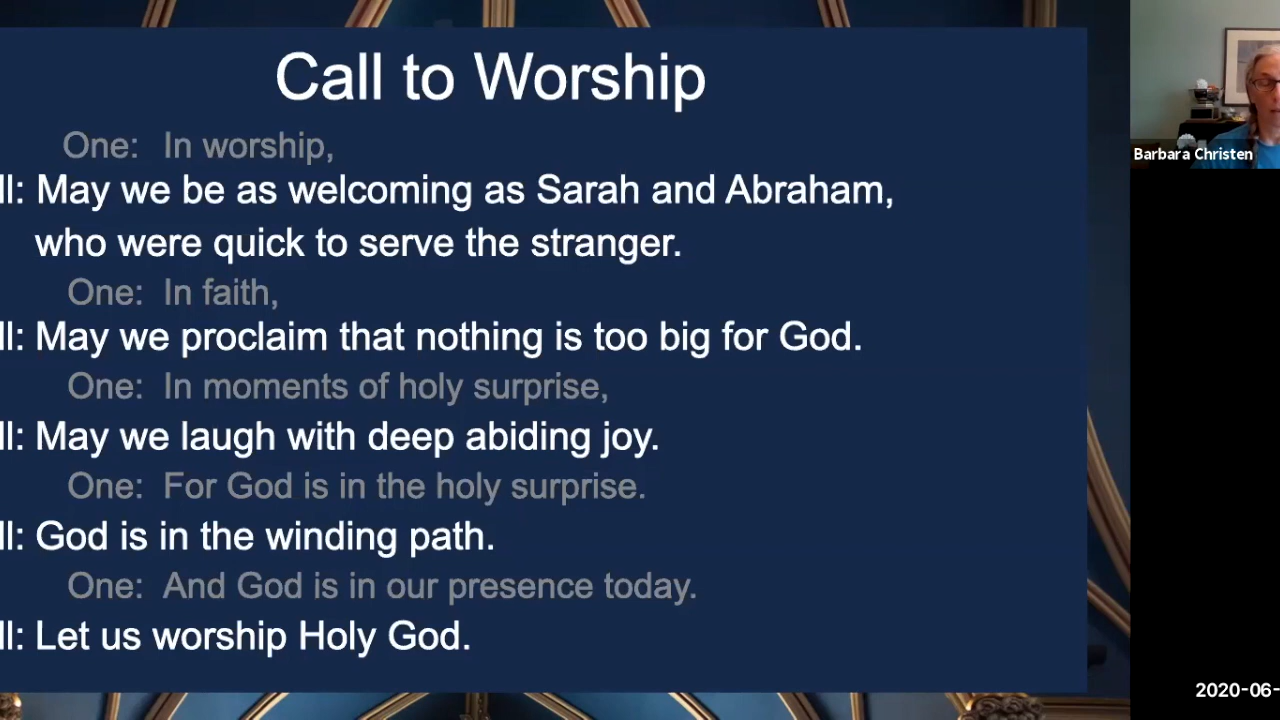 Call to Worship
One: In worship,
ll: May we be as welcoming as Sarah and Abraham,
who were quick to serve the stranger.
One: In faith,
ll: May we proclaim that nothing is too big for God.
One: In moments of holy surprise,
ll: May we laugh with deep abiding joy.
One: For God is in the holy surprise.
ll: God is in the winding path.
One: And God is in our presence today.
ll: Let us worship Holy God.
Barbara Christen
2020-06-